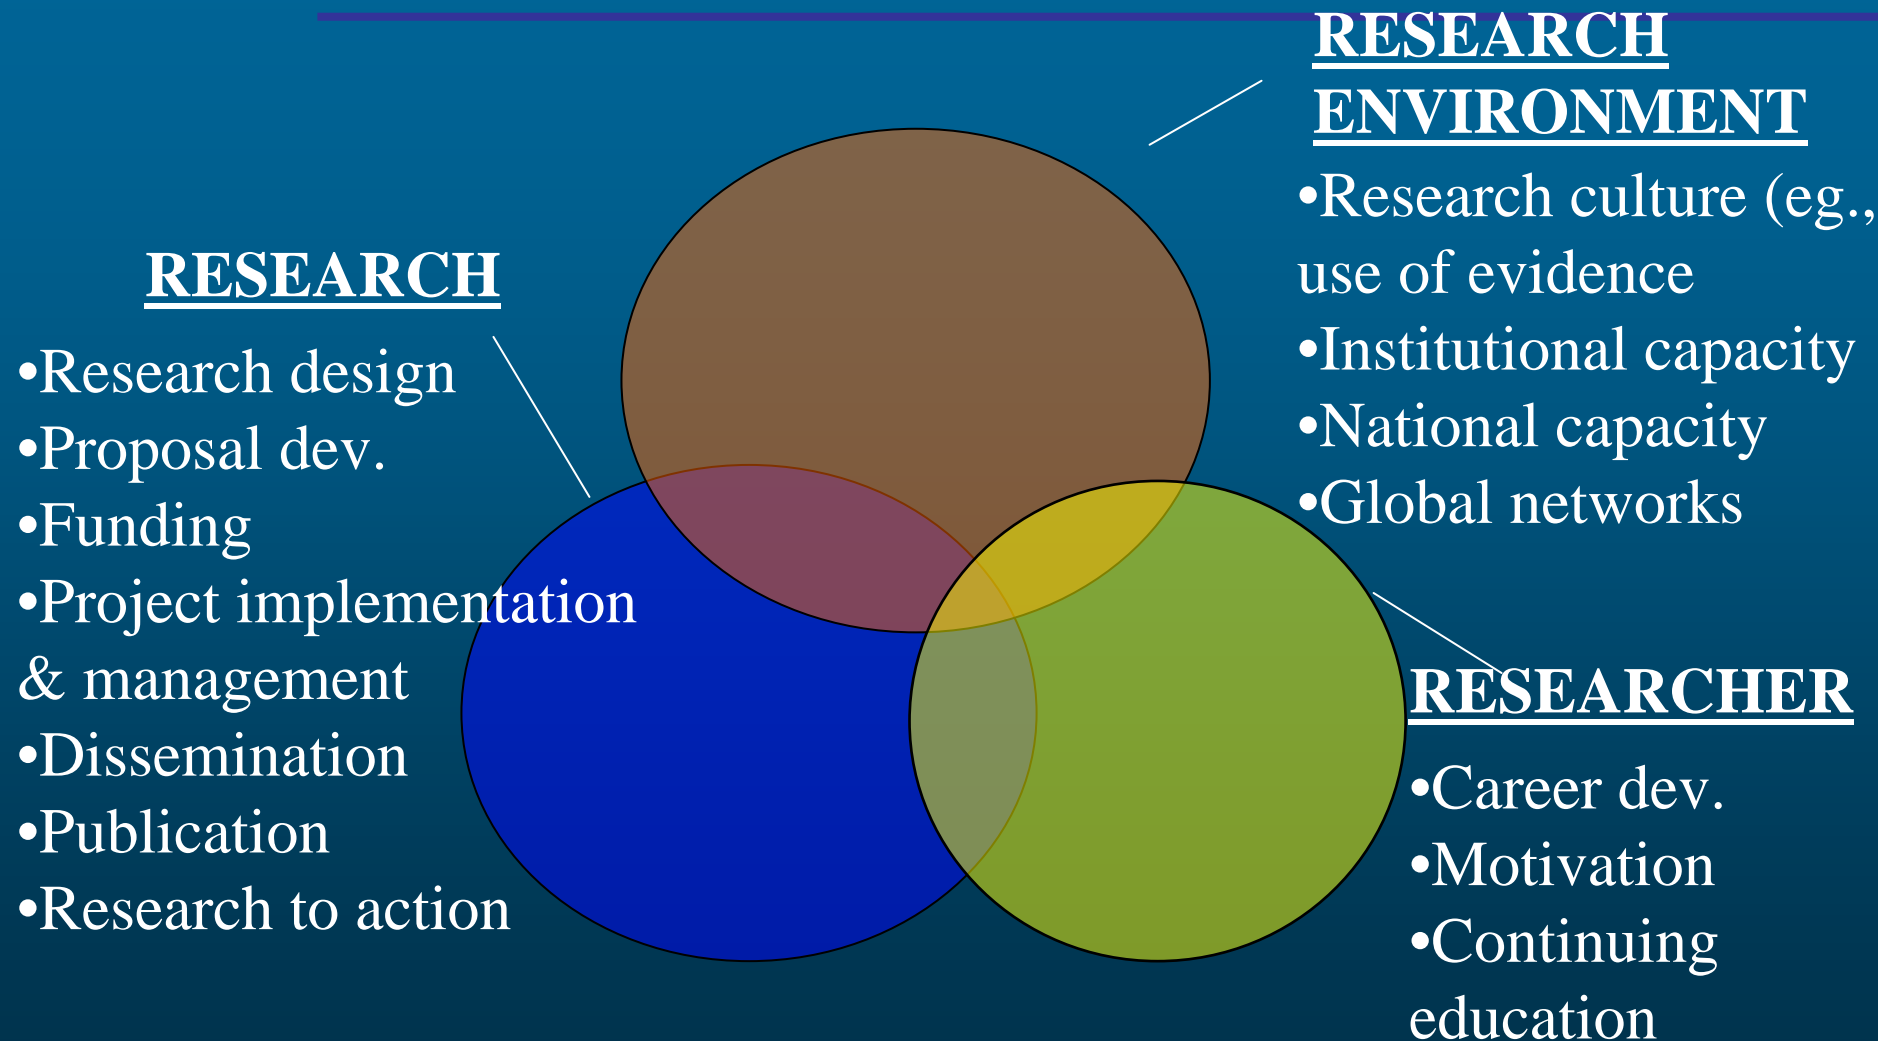 RESEARCH
ENVIRONMENT
•Research culture (eg.,
use of evidence
•Institutional capacity
•National capacity
•Global networks
RESEARCH
•Research design
•Proposal dev.
•Funding
•Project implementation
& management
•Dissemination
•Publication
•Research to action
RESEARCHER
•Career dev.
•Motivation
•Continuing
education